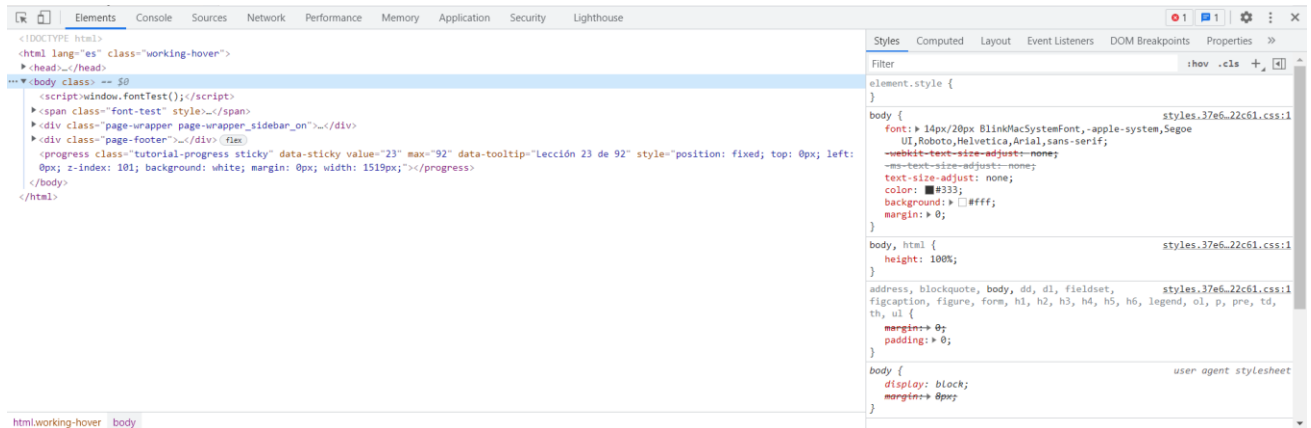 Elements Console Sources Network Performance Memory Application Security Lighthouse 1 1
<!DOCTYPE html>
<html lang="es" class="working-hover">
<head>…</head>
<body class> == $0
<script>window.fontTest();</script>
<span class="font-test" style>…</span>
<div class="page-wrapper page-wrapper_sidebar_on">…</div>
<div class="page-footer">…</div> flex
<progress class="tutorial-progress sticky" data-sticky value="23" max="92" data-tooltip="Lección 23 de 92" style="position: fixed; top: 0px; left:
0px; z-index: 101; background: white; margin: 0px; width: 1519px;"></progress>
</body>
</html>
html.working-hover body
Styles Computed Layout Event Listeners DOM Breakpoints Properties »
Filter :hov .cls +
element.style {
}
body { styles.37e6…22c61.css:1
font: 14px/20px BlinkMacSystemFont,-apple-system,Segoe
UI,Roboto,Helvetica,Arial,sans-serif;
-webkit-text-size-adjust: none;
-ms-text-size-adjust: none;
text-size-adjust: none;
color: #333;
background: #fff;
margin: 0;
}
body, html { styles.37e6…22c61.css:1
height: 100%;
}
address, blockquote, body, dd, dl, fieldset, styles.37e6…22c61.css:1
figcaption, figure, form, h1, h2, h3, h4, h5, h6, legend, ol, p, pre, td,
th, ul {
margin: 0;
padding: 0;
}
body { user agent stylesheet
display: block;
margin: 8px;
}